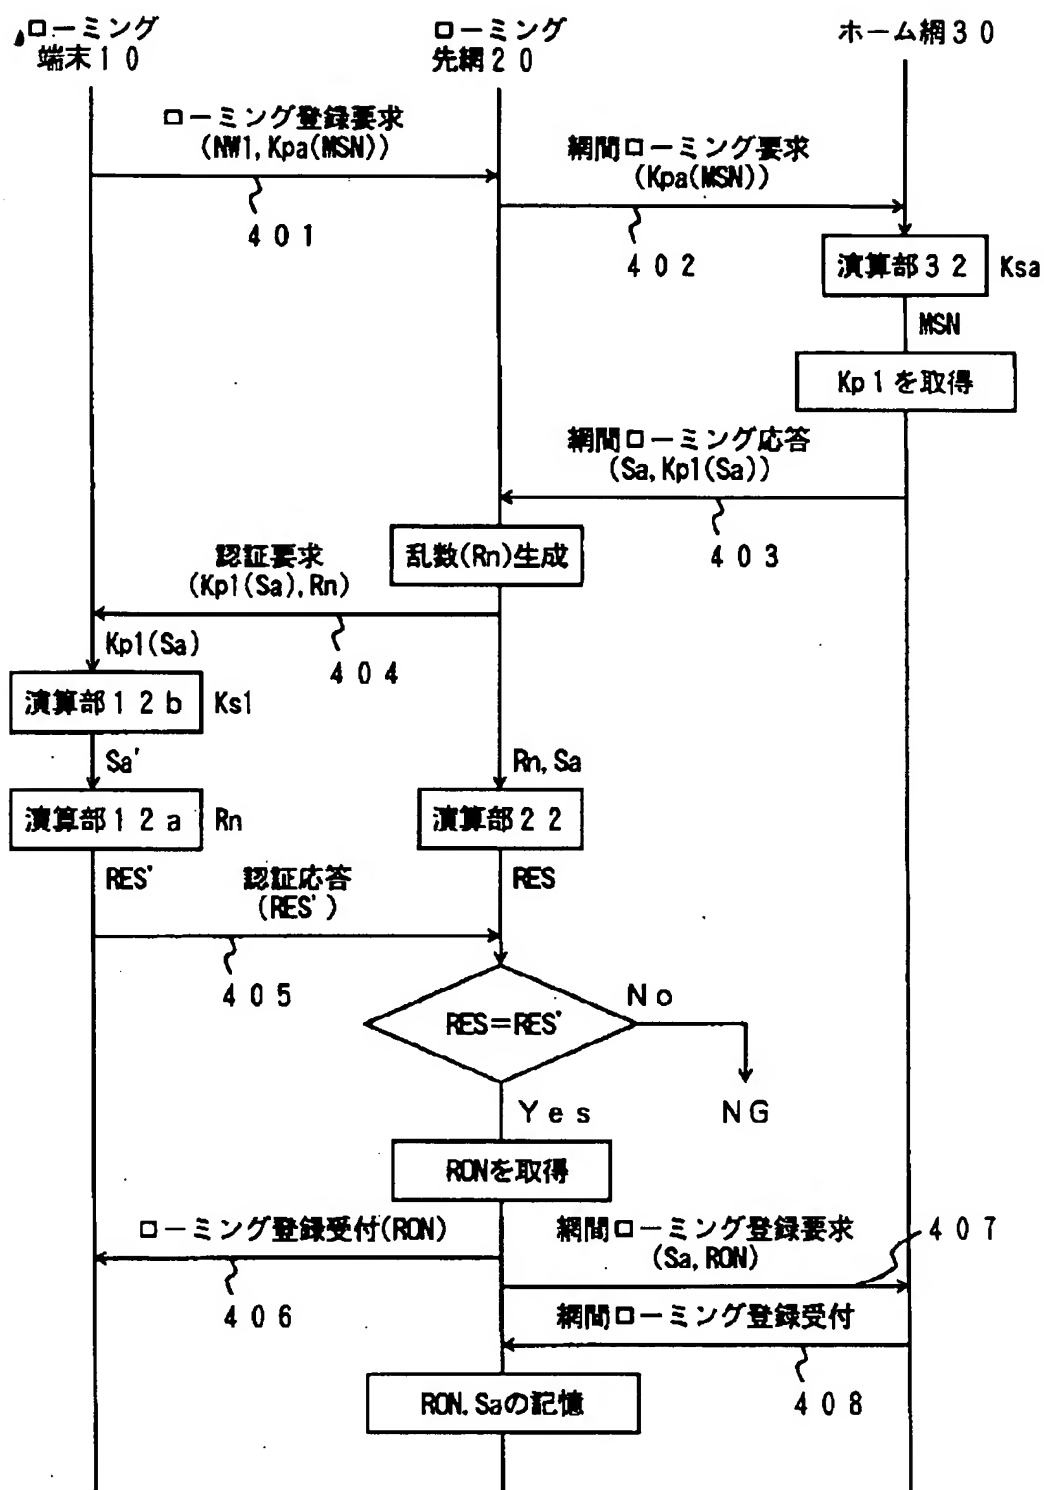 ローミング
端末10
ローミング
先網20
ホーム網30
ローミング登録要求
(NW1,Kpa(MSN))
401
網間ローミング要求
(Kpa(MSN))
402
演算部32
Ksa
MSN
Kp1を取得
網間ローミング応答
(Sa,Kp1(Sa))
403
乱数(Rn)生成
認証要求
(Kp1(Sa),Rn)
404
Kp1(Sa)
演算部12b
Ks1
Sa'
Rn,Sa
演算部12a
Rn
演算部22
RES'
RES
認証応答
(RES')
405
RES=RES'
No
NG
Yes
RONを取得
ローミング登録受付(RON)
406
網間ローミング登録要求
(Sa,RON)
407
網間ローミング登録受付
408
RON,Saの記憶